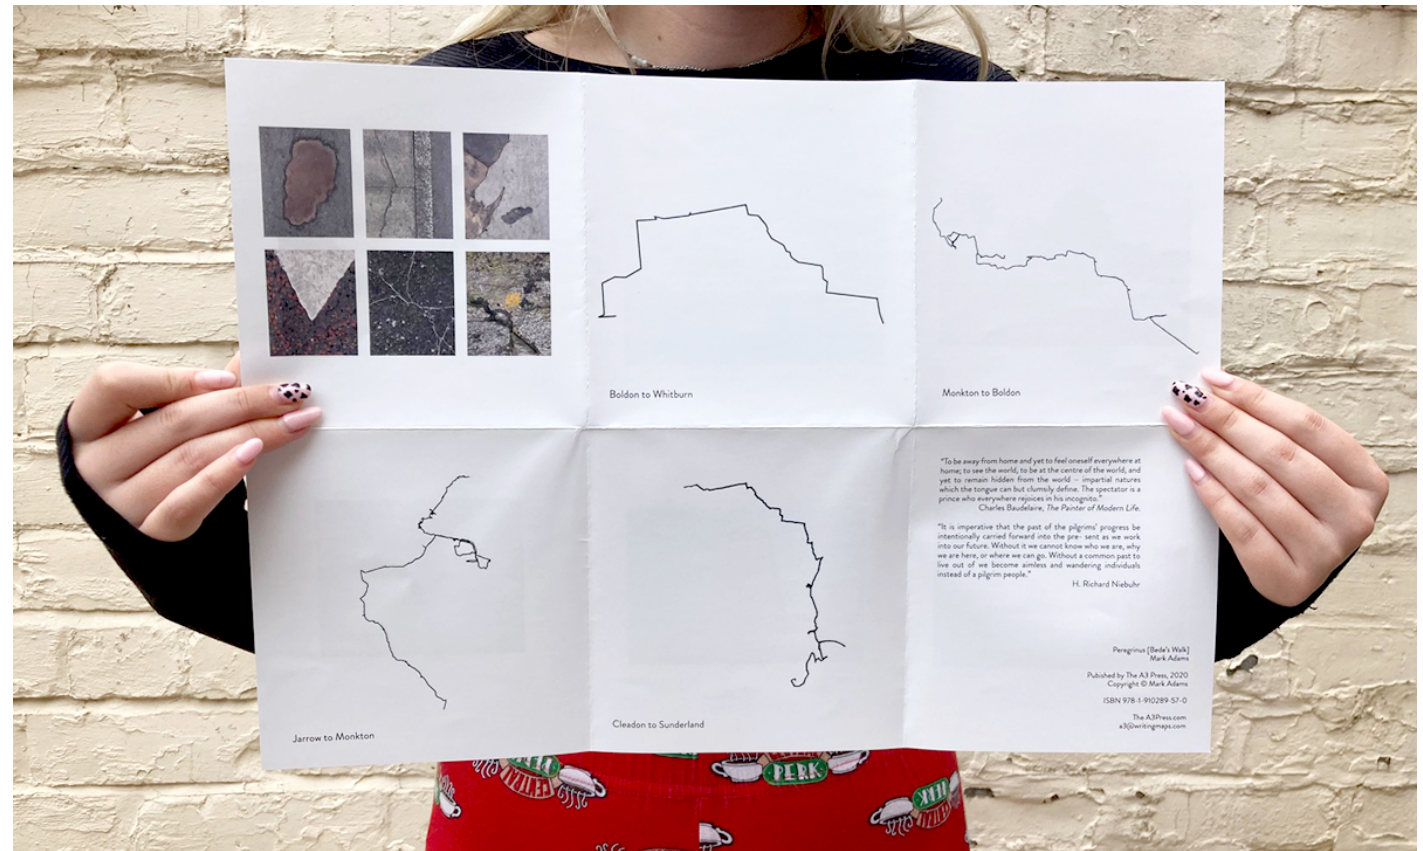 Boldon to Whitburn
Monkton to Boldon
Jarrow to Monkton
Cleadon to Sunderland
"To be away from home and yet to feel oneself everywhere at
home; to see the world, to be at the centre of the world, and
yet to remain hidden from the world – impartial natures
which the tongue can but clumsily define. The spectator is a
prince who everywhere rejoices in his incognito."
Charles Baudelaire, The Painter of Modern Life.
"It is imperative that the past of the pilgrims' progress be
intentionally carried forward into the pre- sent as we work
into our future. Without it we cannot know who we are, why
we are here, or where we can go. Without a common past to
live out of we become aimless and wandering individuals
instead of a pilgrim people."
H. Richard Niebuhr
Peregrinus [Bede's Walk]
Mark Adams
Pubished by The A3 Press, 2020
Copyright © Mark Adams
ISBN 978-1-910289-57-0
The A3Press.com
a3@writingmaps.com
PERK
CENTRAL
PERK
CENTRAL
PERK